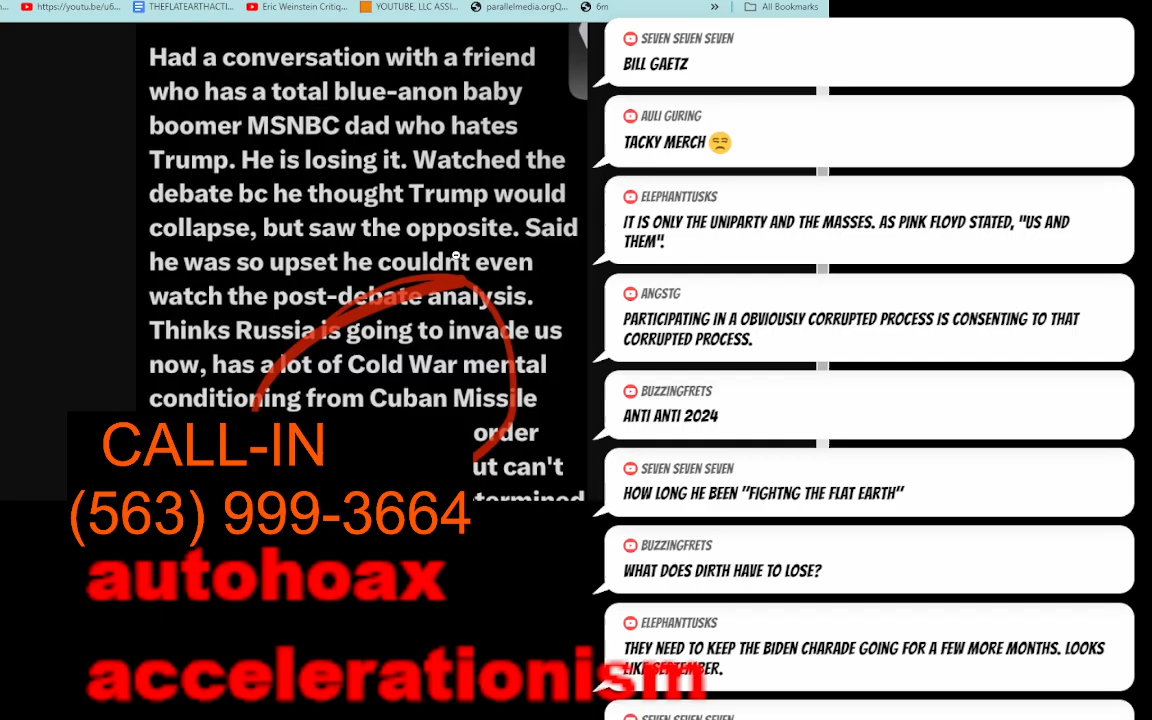 https://youtu.be/u6...
THEFLATEARTHACTI...
Eric Weinstein Critiq...
YOUTUBE, LLC ASSI...
parallelmedia.orgQ...
6m
»
All Bookmarks
Had a conversation with a friend
who has a total blue-anon baby
boomer MSNBC dad who hates
Trump. He is losing it. Watched the
debate bc he thought Trump would
collapse, but saw the opposite. Said
he was so upset he couldn't even
watch the post-debate analysis.
Thinks Russia is going to invade us
now, has a lot of Cold War mental
conditioning from Cuban Missile
order
ut can't
termined
CALL-IN
(563) 999-3664
autohoax
accelerationism
SEVEN SEVEN SEVEN
BILL GAETZ
AULI GURING
TACKY MERCH 😒
ELEPHANTTUSKS
IT IS ONLY THE UNIPARTY AND THE MASSES. AS PINK FLOYD STATED, "US AND
THEM".
ANGSTG
PARTICIPATING IN A OBVIOUSLY CORRUPTED PROCESS IS CONSENTING TO THAT
CORRUPTED PROCESS.
BUZZINGFRETS
ANTI ANTI 2024
SEVEN SEVEN SEVEN
HOW LONG HE BEEN "FIGHTNG THE FLAT EARTH"
BUZZINGFRETS
WHAT DOES DIRTH HAVE TO LOSE?
ELEPHANTTUSKS
THEY NEED TO KEEP THE BIDEN CHARADE GOING FOR A FEW MORE MONTHS. LOOKS
LIKE SEPTEMBER.
SEVEN SEVEN SEVEN